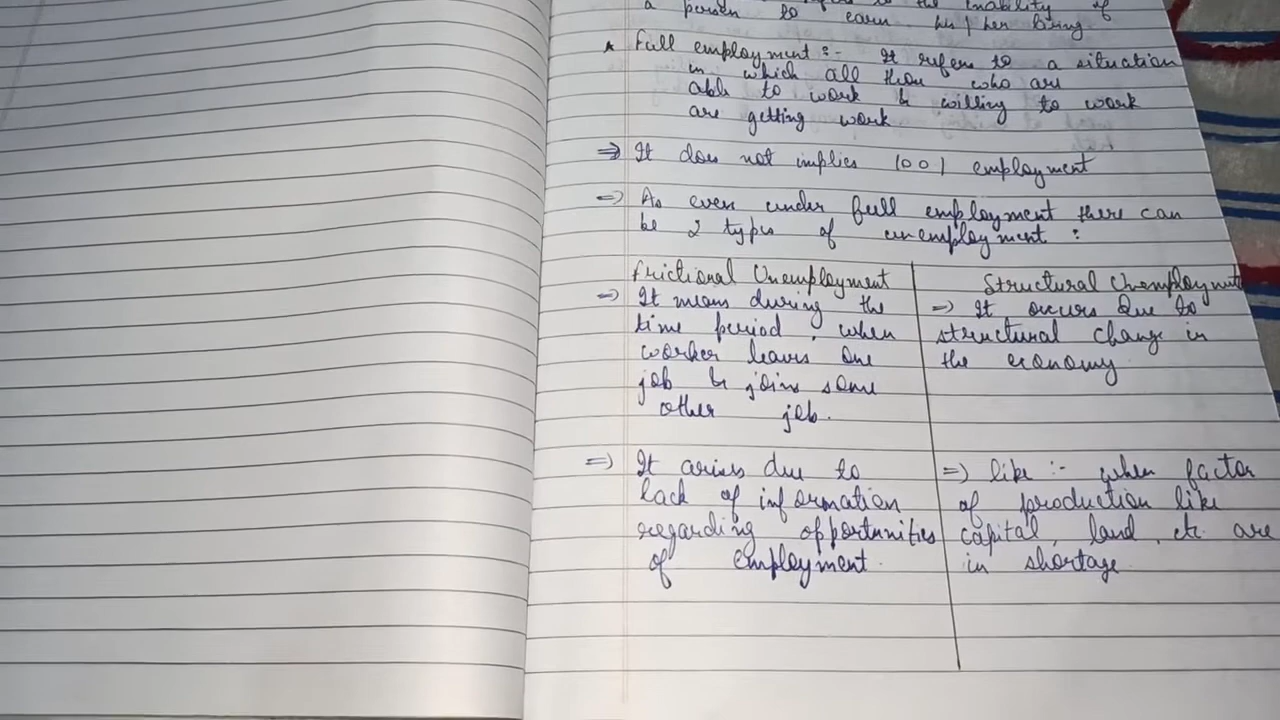 to the inability of
a person to earn his / her living
★ Full employment :- It refers to a situation
in which all those who are
able to work & willing to work
are getting work
⇒ It does not implies 100% employment
⇒ As even under full employment there can
be 2 types of unemployment :
Frictional Unemployment
⇒ It means during the
time period, when
worker leaves one
job & joins some
other job.
⇒ It arises due to
lack of information
regarding opportunities
of employment.
Structural Unemployment
⇒ It occurs due to
structural change in
the economy
⇒ like :- when factor
of production like
capital, land, etc. are
in shortage